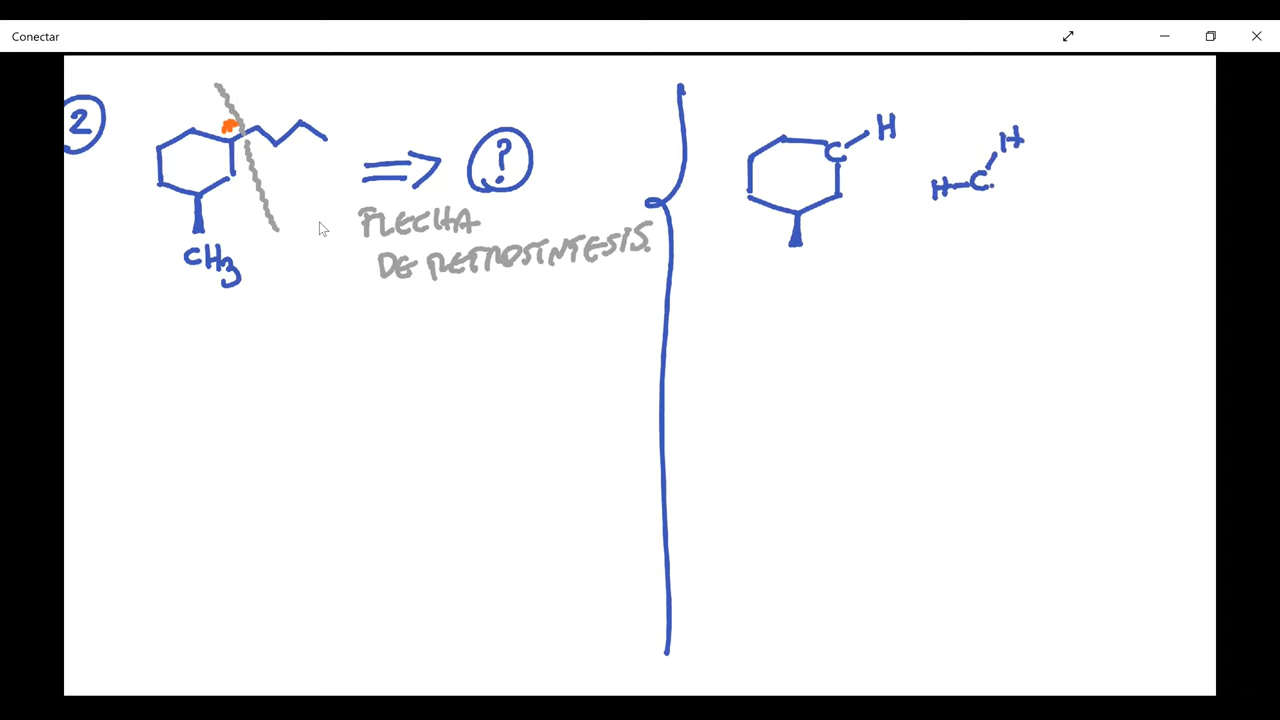 Conectar
2
?
CH3
FLECHA
DE RETROSINTESIS.
C H
H
H C